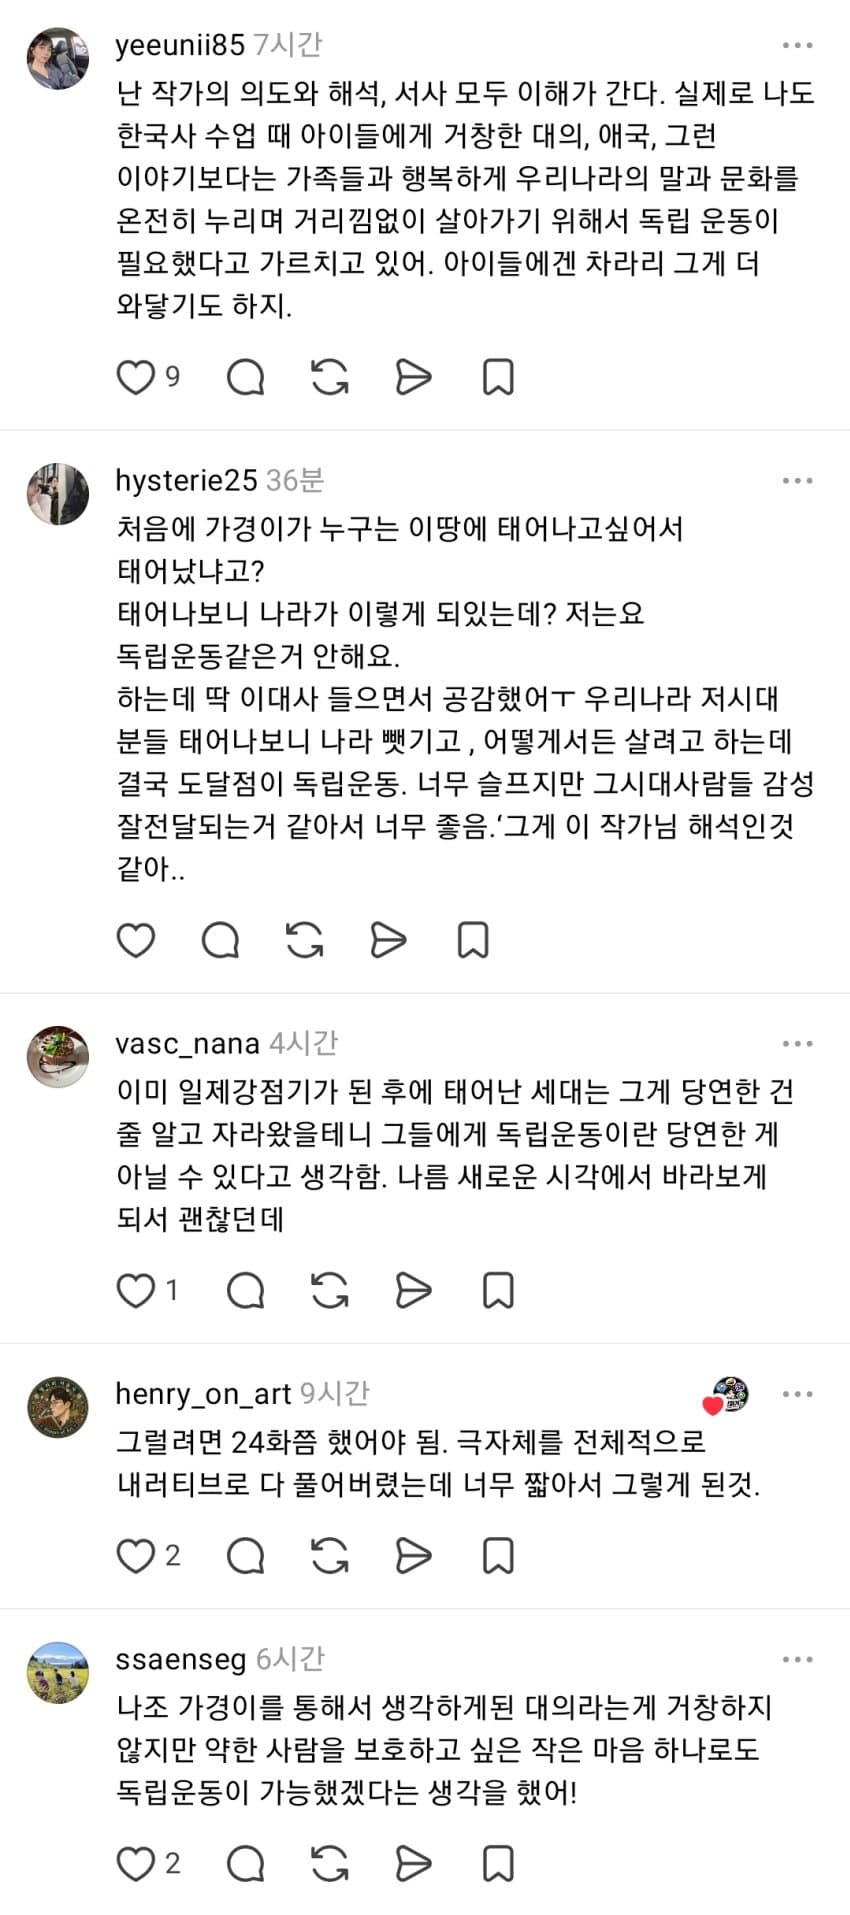 yeeunii85 7시간
난 작가의 의도와 해석, 서사 모두 이해가 간다. 실제로 나도
한국사 수업 때 아이들에게 거창한 대의, 애국, 그런
이야기보다는 가족들과 행복하게 우리나라의 말과 문화를
온전히 누리며 거리낌없이 살아가기 위해서 독립 운동이
필요했다고 가르치고 있어. 아이들에겐 차라리 그게 더
와닿기도 하지.
9
hysterie25 36분
처음에 가경이가 누구는 이땅에 태어나고싶어서
태어났냐고?
태어나보니 나라가 이렇게 되있는데? 저는요
독립운동같은거 안해요.
하는데 딱 이대사 들으면서 공감했어ㅜ 우리나라 저시대
분들 태어나보니 나라 뺏기고 , 어떻게서든 살려고 하는데
결국 도달점이 독립운동. 너무 슬프지만 그시대사람들 감성
잘전달되는거 같아서 너무 좋음.‘그게 이 작가님 해석인것
같아..
vasc_nana 4시간
이미 일제강점기가 된 후에 태어난 세대는 그게 당연한 건
줄 알고 자라왔을테니 그들에게 독립운동이란 당연한 게
아닐 수 있다고 생각함. 나름 새로운 시각에서 바라보게
되서 괜찮던데
1
henry_on_art 9시간
그럴려면 24화쯤 했어야 됨. 극자체를 전체적으로
내러티브로 다 풀어버렸는데 너무 짧아서 그렇게 된것.
2
ssaenseg 6시간
나조 가경이를 통해서 생각하게된 대의라는게 거창하지
않지만 약한 사람을 보호하고 싶은 작은 마음 하나로도
독립운동이 가능했겠다는 생각을 했어!
2